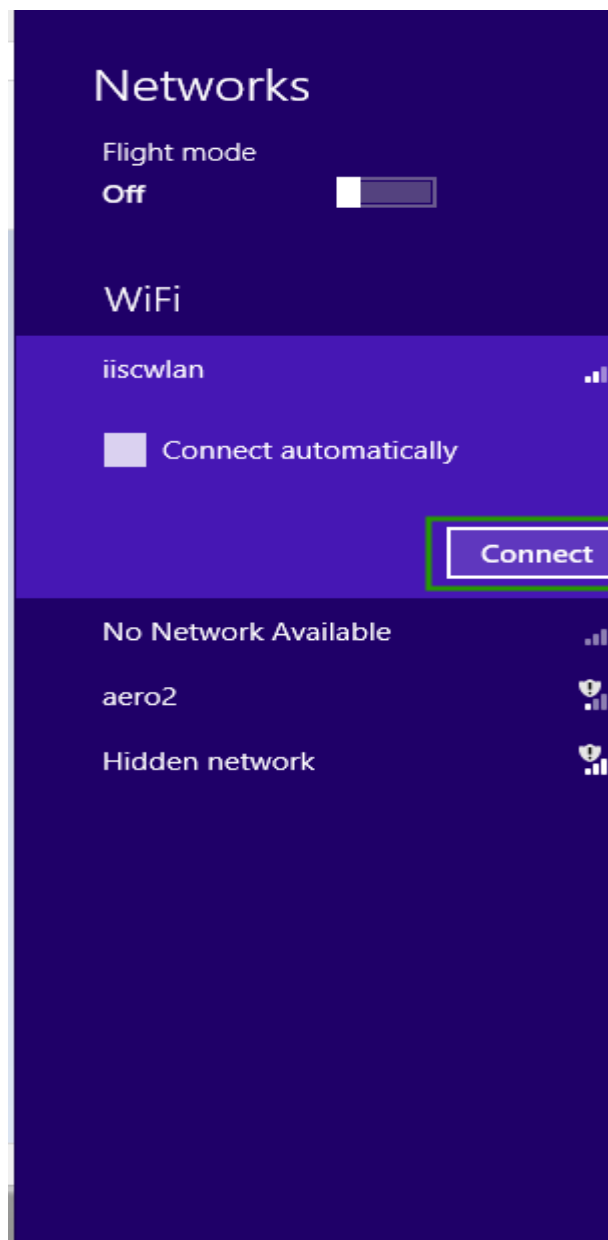 Networks
Flight mode
Off
WiFi
iiscwlan
Connect automatically
Connect
No Network Available
aero2
Hidden network